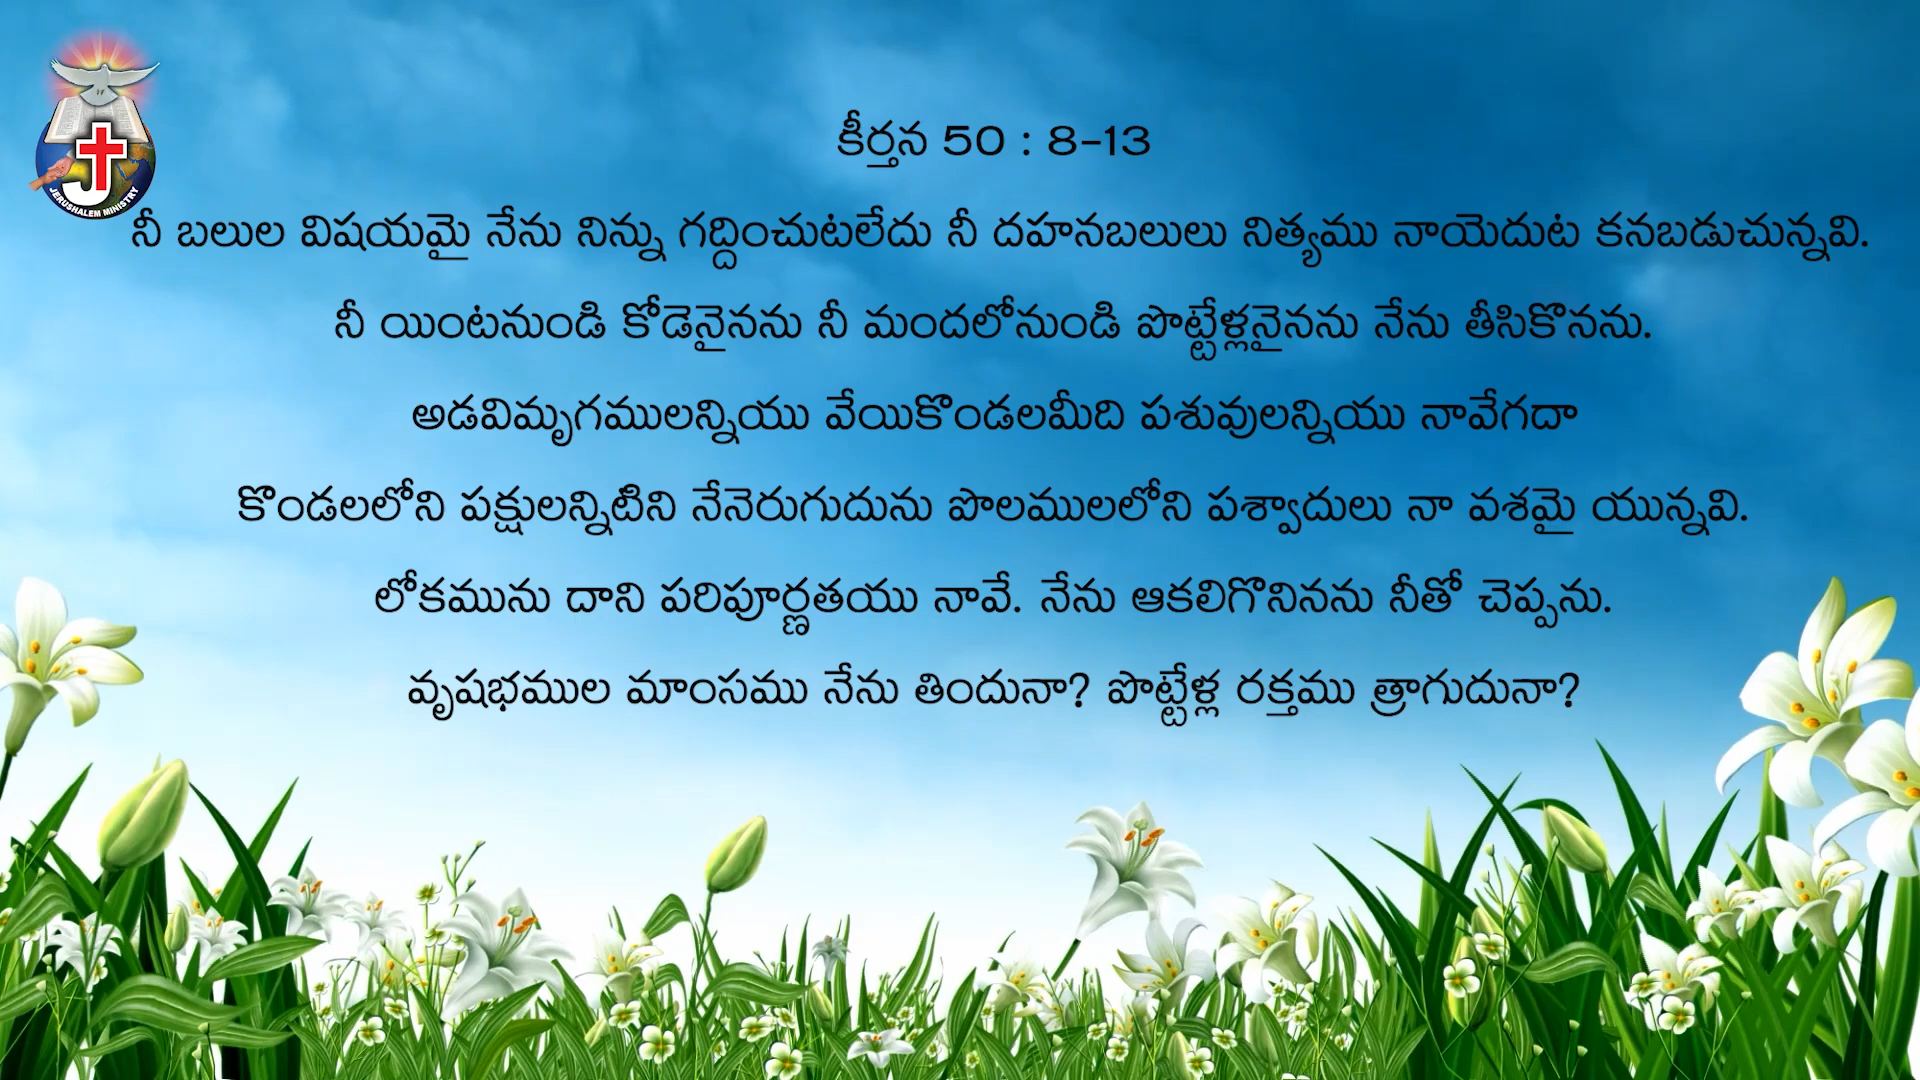 JERUSHALEM MINISTRY
కీర్తన 50 : 8-13
నీ బలుల విషయమై నేను నిన్ను గద్దించుటలేదు నీ దహనబలులు నిత్యము నాయెదుట కనబడుచున్నవి.
నీ యింటనుండి కోడెనైనను నీ మందలోనుండి పొట్టేళ్లనైనను నేను తీసికొనను.
అడవిమృగములన్నియు వేయికొండలమీది పశువులన్నియు నావేగదా
కొండలలోని పక్షులన్నిటిని నేనెరుగుదును పొలములలోని పశ్వాదులు నా వశమై యున్నవి.
లోకమును దాని పరిపూర్ణతయు నావే. నేను ఆకలిగొనినను నీతో చెప్పను.
వృషభముల మాంసము నేను తిందునా? పొట్టేళ్ల రక్తము త్రాగుదునా?